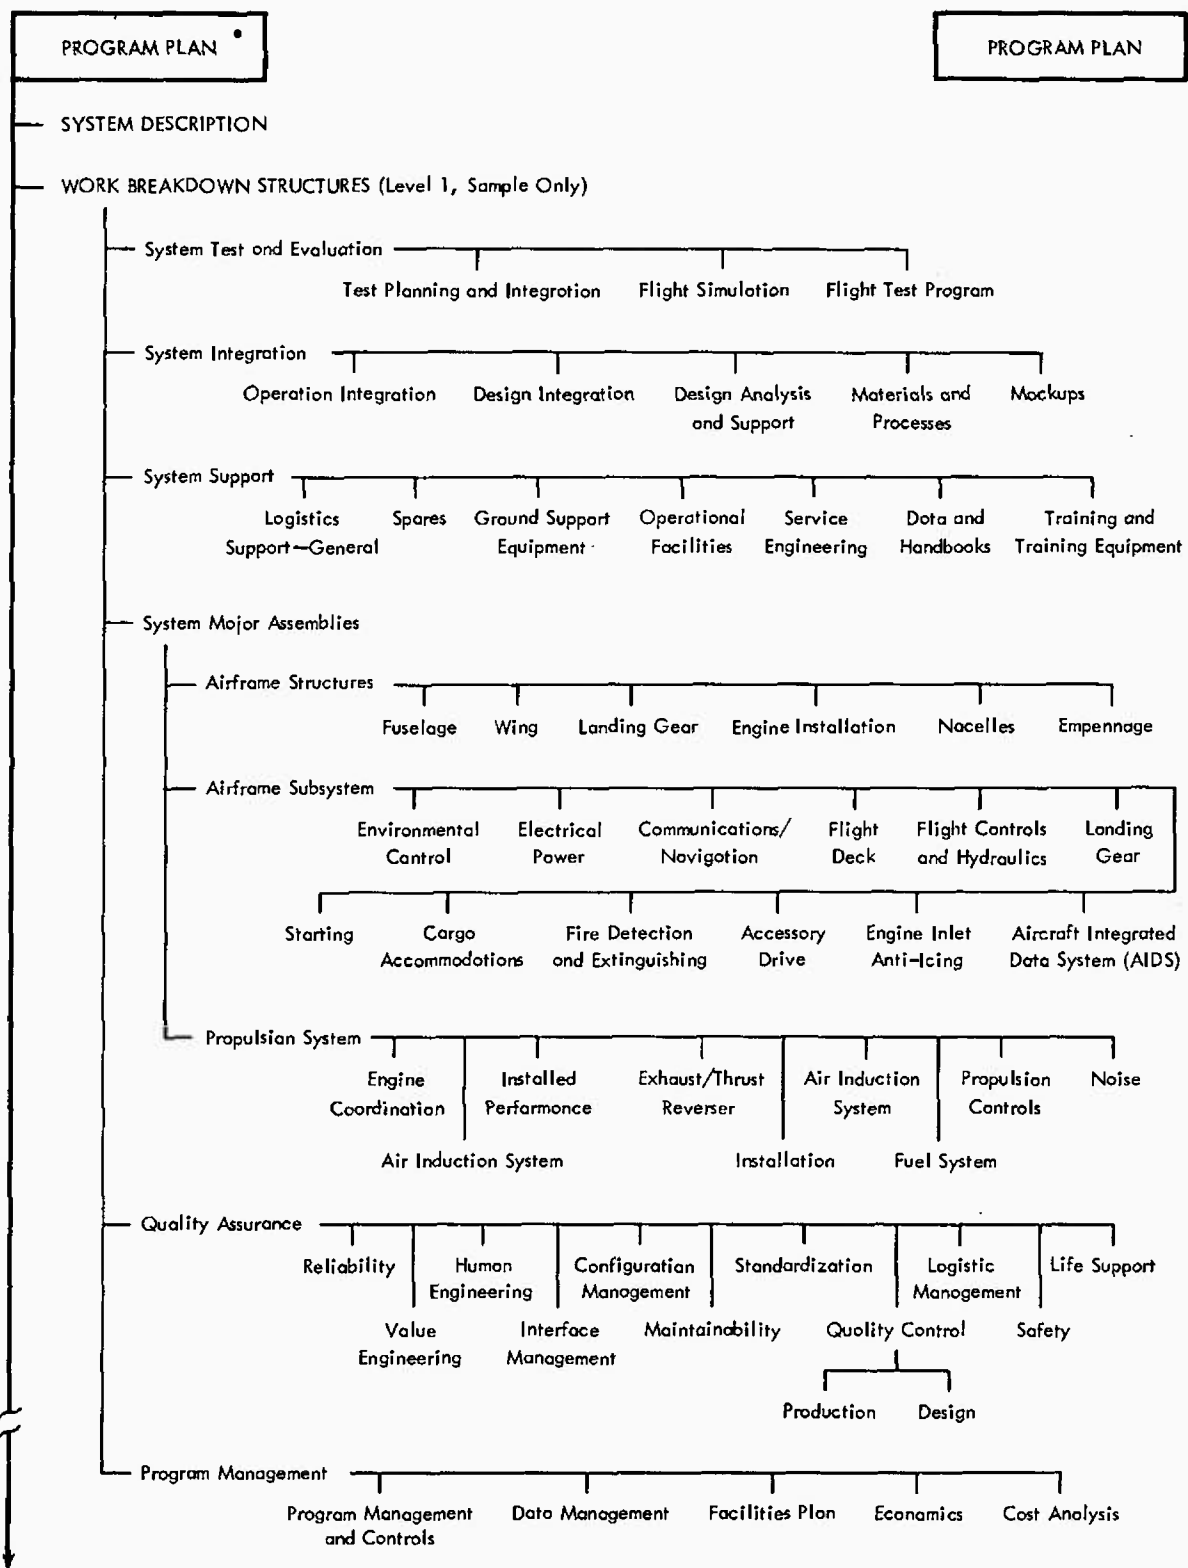 PROGRAM PLAN
PROGRAM PLAN
SYSTEM DESCRIPTION
WORK BREAKDOWN STRUCTURES (Level 1, Sample Only)
System Test and Evaluation
Test Planning and Integration Flight Simulation Flight Test Program
System Integration
Operation Integration Design Integration Design Analysis Materials and Mockups
and Support Processes
System Support
Logistics Spares Ground Support Operational Service Data and Training and
Support—General Equipment Facilities Engineering Handbooks Training Equipment
System Major Assemblies
Airframe Structures
Fuselage Wing Landing Gear Engine Installation Nacelles Empennage
Airframe Subsystem
Environmental Electrical Communications/ Flight Flight Controls Landing
Control Power Navigation Deck and Hydraulics Gear
Starting Cargo Fire Detection Accessory Engine Inlet Aircraft Integrated
Accommodations and Extinguishing Drive Anti-Icing Data System (AIDS)
Propulsion System
Engine Installed Exhaust/Thrust Air Induction Propulsion Noise
Coordination Performance Reverser System Controls
Air Induction System Installation Fuel System
Quality Assurance
Reliability Human Configuration Standardization Logistic Life Support
Engineering Management Management
Value Interface Maintainability Quality Control Safety
Engineering Management
Production Design
Program Management
Program Management Data Management Facilities Plan Economics Cost Analysis
and Controls